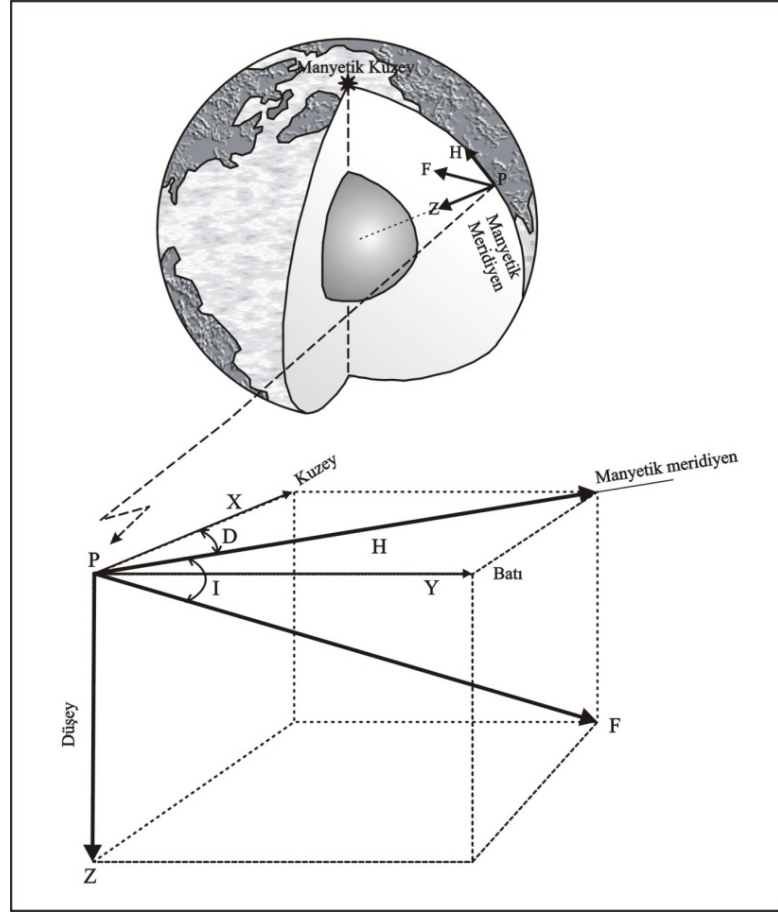 Manyetik Kuzey
H
F
P
Z
Manyetik
Meridiyen
Kuzey
Manyetik meridiyen
X
D
H
P
I
Y
Batı
Düşey
F
Z